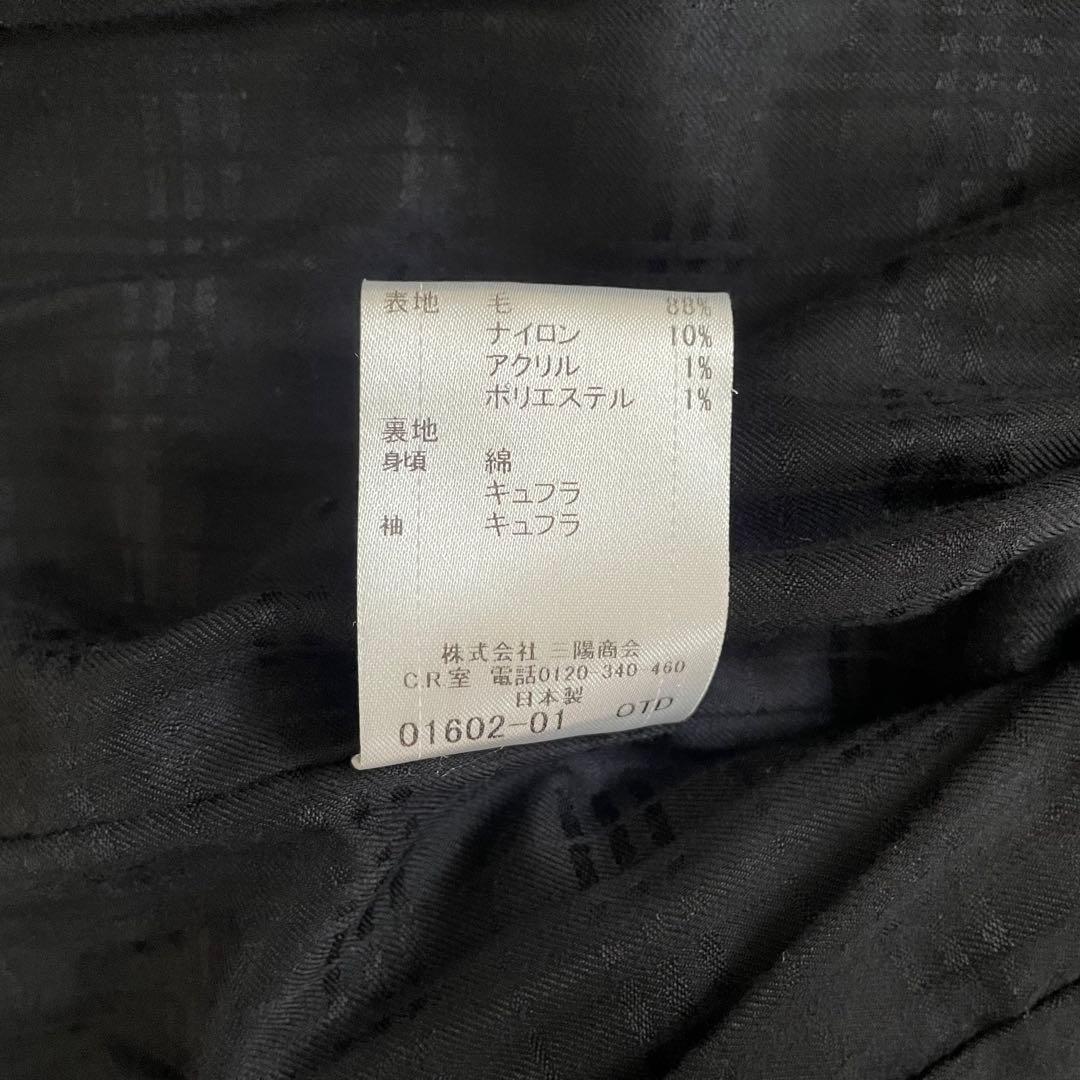 表地 毛 88%
ナイロン 10%
アクリル 1%
ポリエステル 1%
裏地
身頃 綿
キュプラ
袖 キュプラ
株式会社 三陽商会
C.R室 電話0120-340-460
日本製
01602-01 OTD